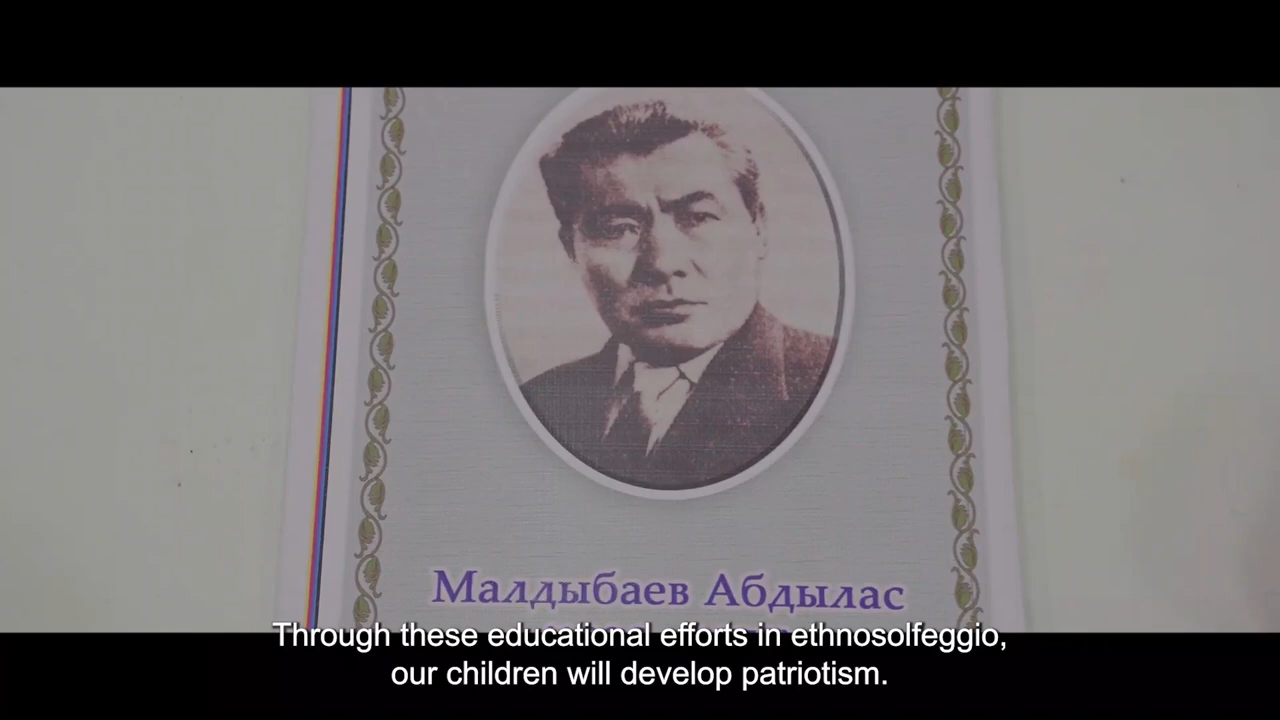 Малдыбаев Абдылас
Through these educational efforts in ethnosolfeggio,
our children will develop patriotism.